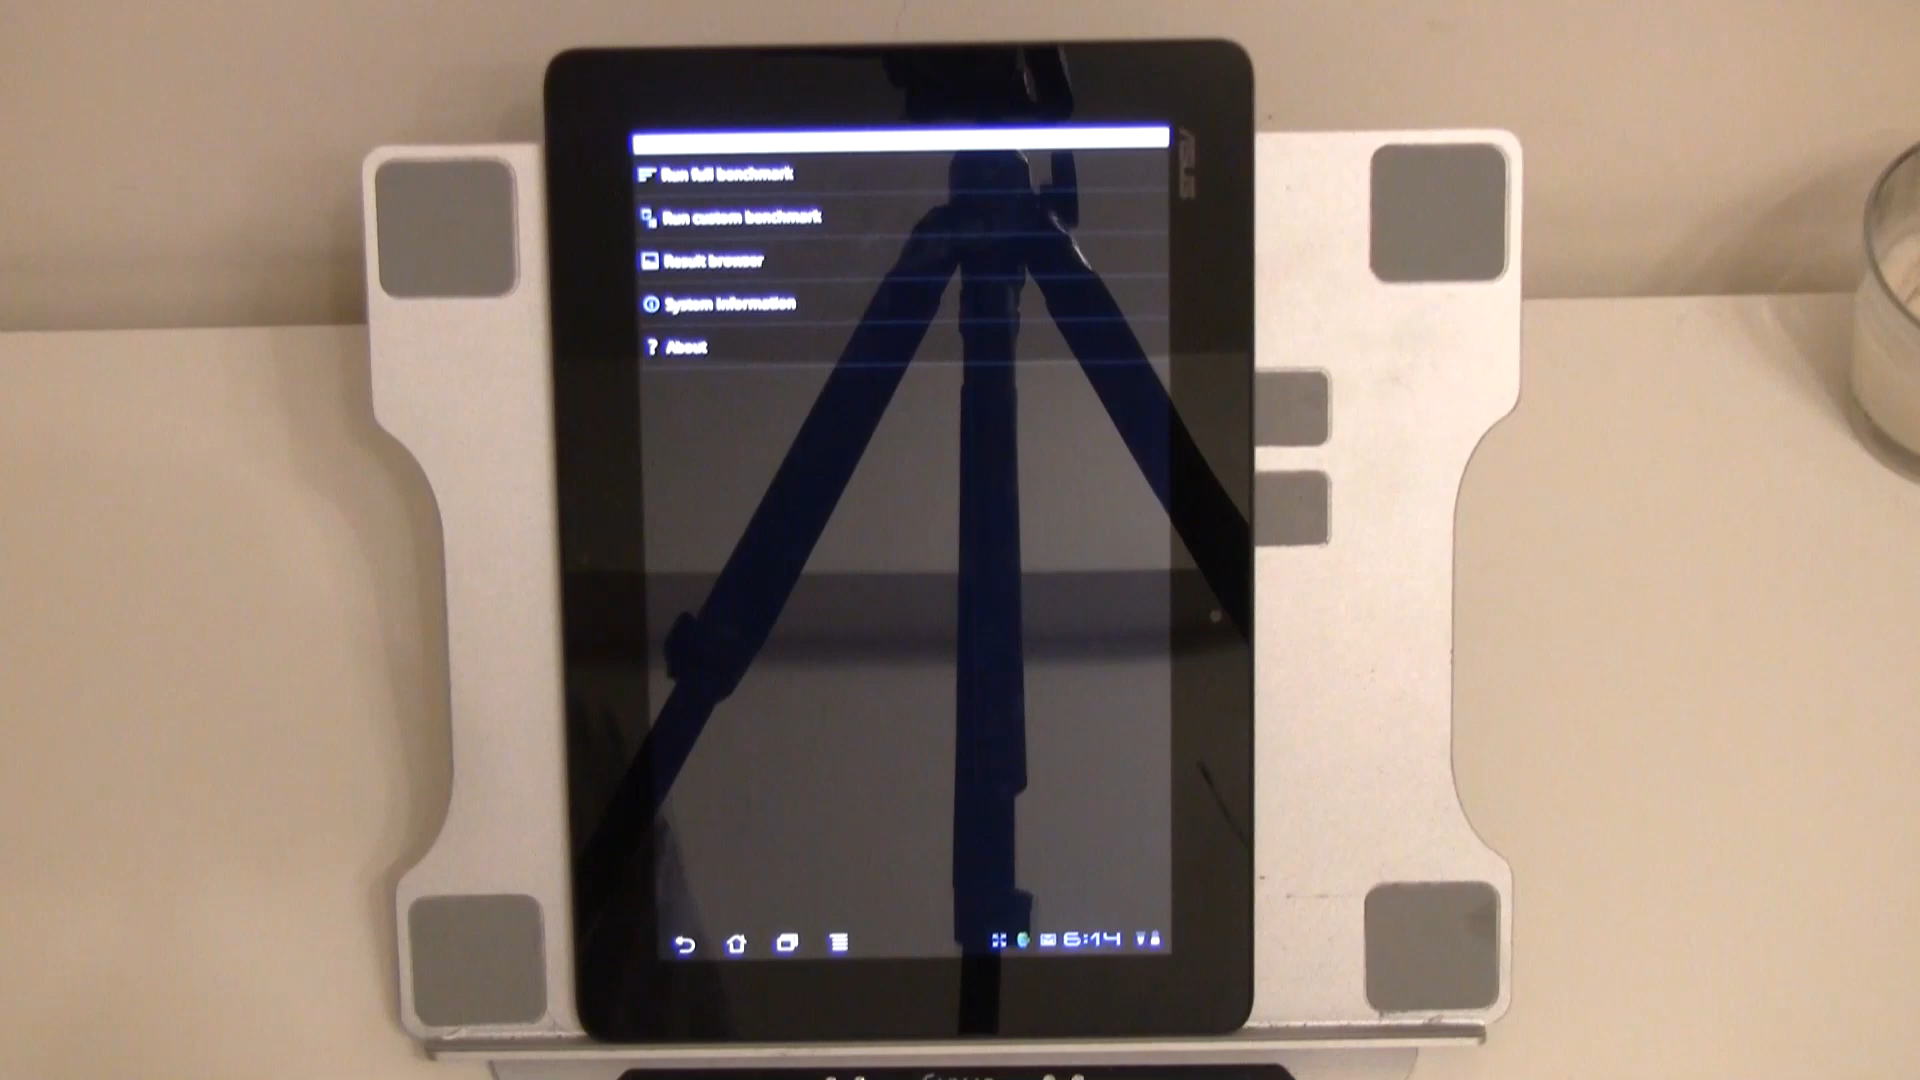 ASUS
Run full benchmark
Run custom benchmark
Result browser
System information
? About
6:14